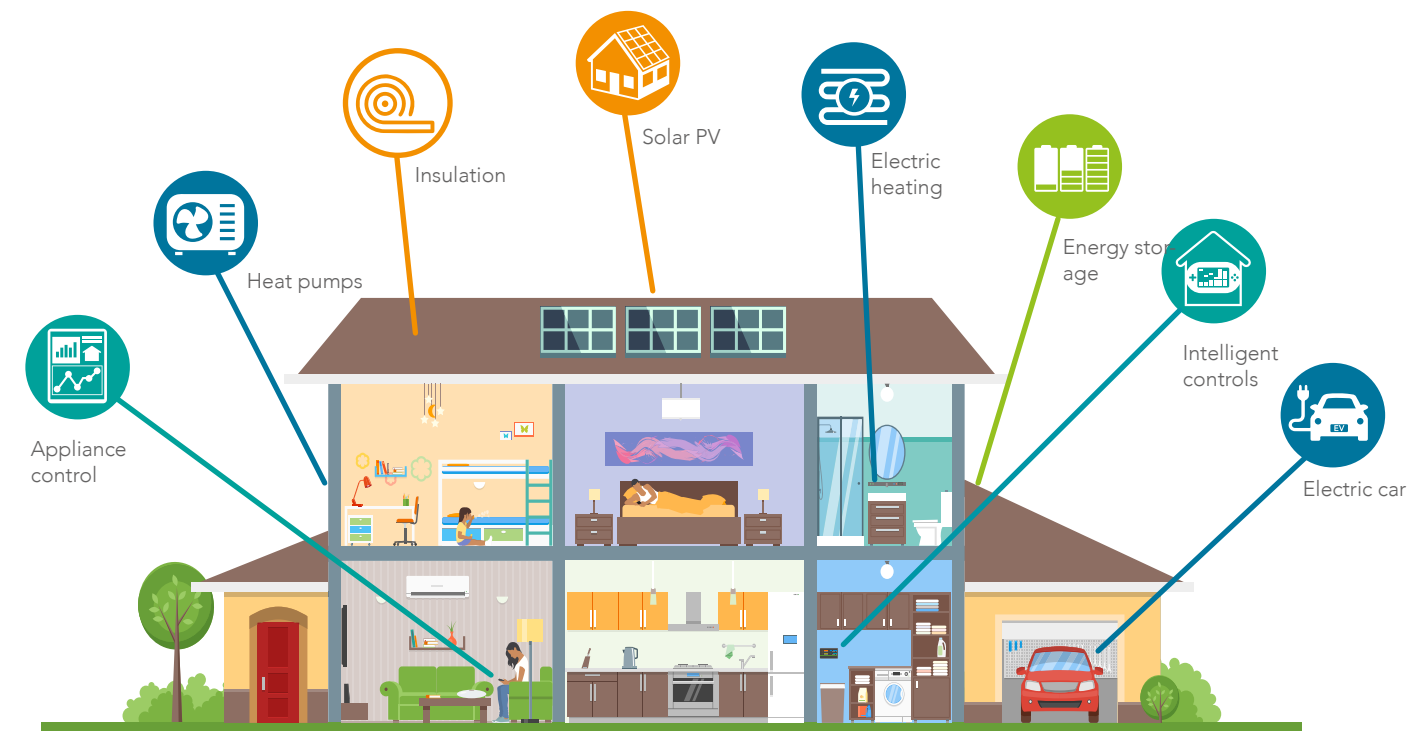 Solar PV
Insulation
Electric
heating
Energy stor-
age
Heat pumps
Intelligent
controls
Appliance
control
EV
Electric car